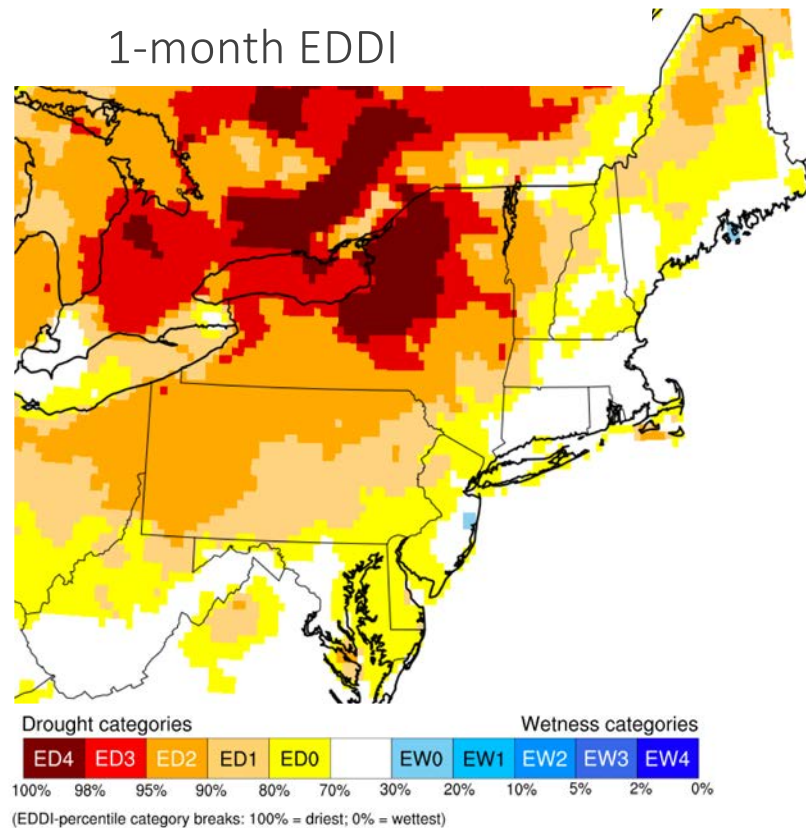 1-month EDDI
Drought categories Wetness categories
ED4 ED3 ED2 ED1 ED0 EW0 EW1 EW2 EW3 EW4
100% 98% 95% 90% 80% 70% 30% 20% 10% 5% 2% 0%
(EDDI-percentile category breaks: 100% = driest; 0% = wettest)